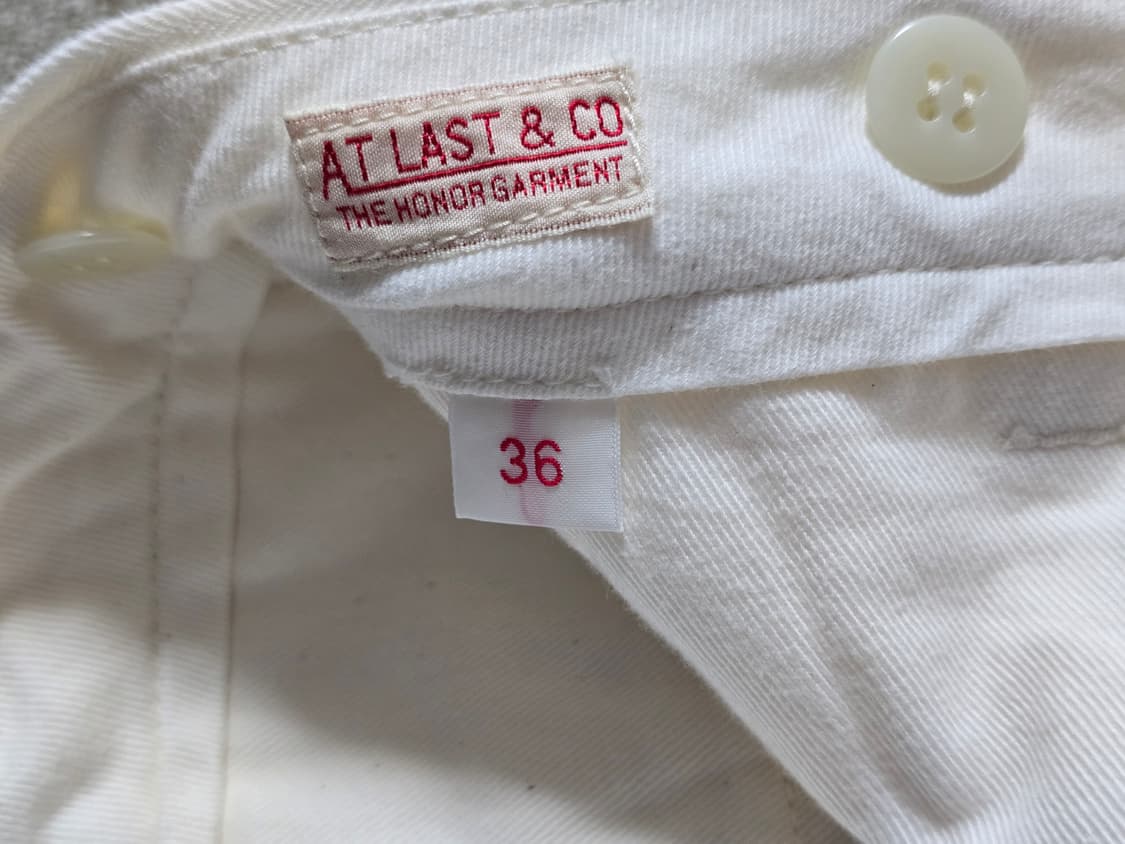 AT LAST & CO
THE HONOR GARMENT
36